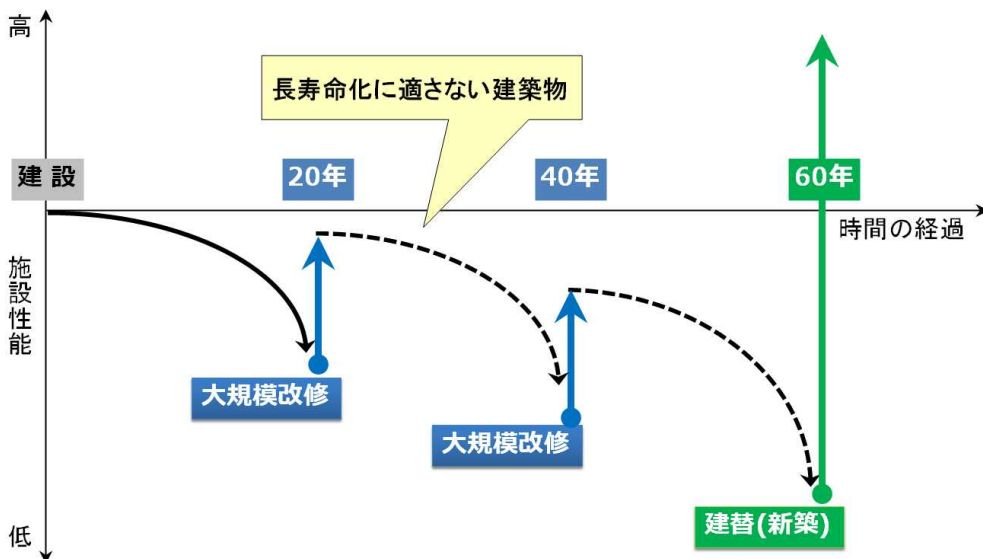 高
長寿命化に適さない建築物
建 設
20年
40年
60年
時間の経過
施設性能
大規模改修
大規模改修
建替(新築)
低